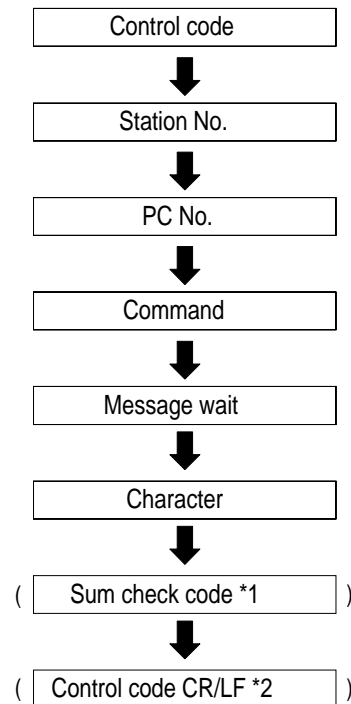 Control code
Station No.
PC No.
Command
Message wait
Character
( Sum check code *1 )
( Control code CR/LF *2 )